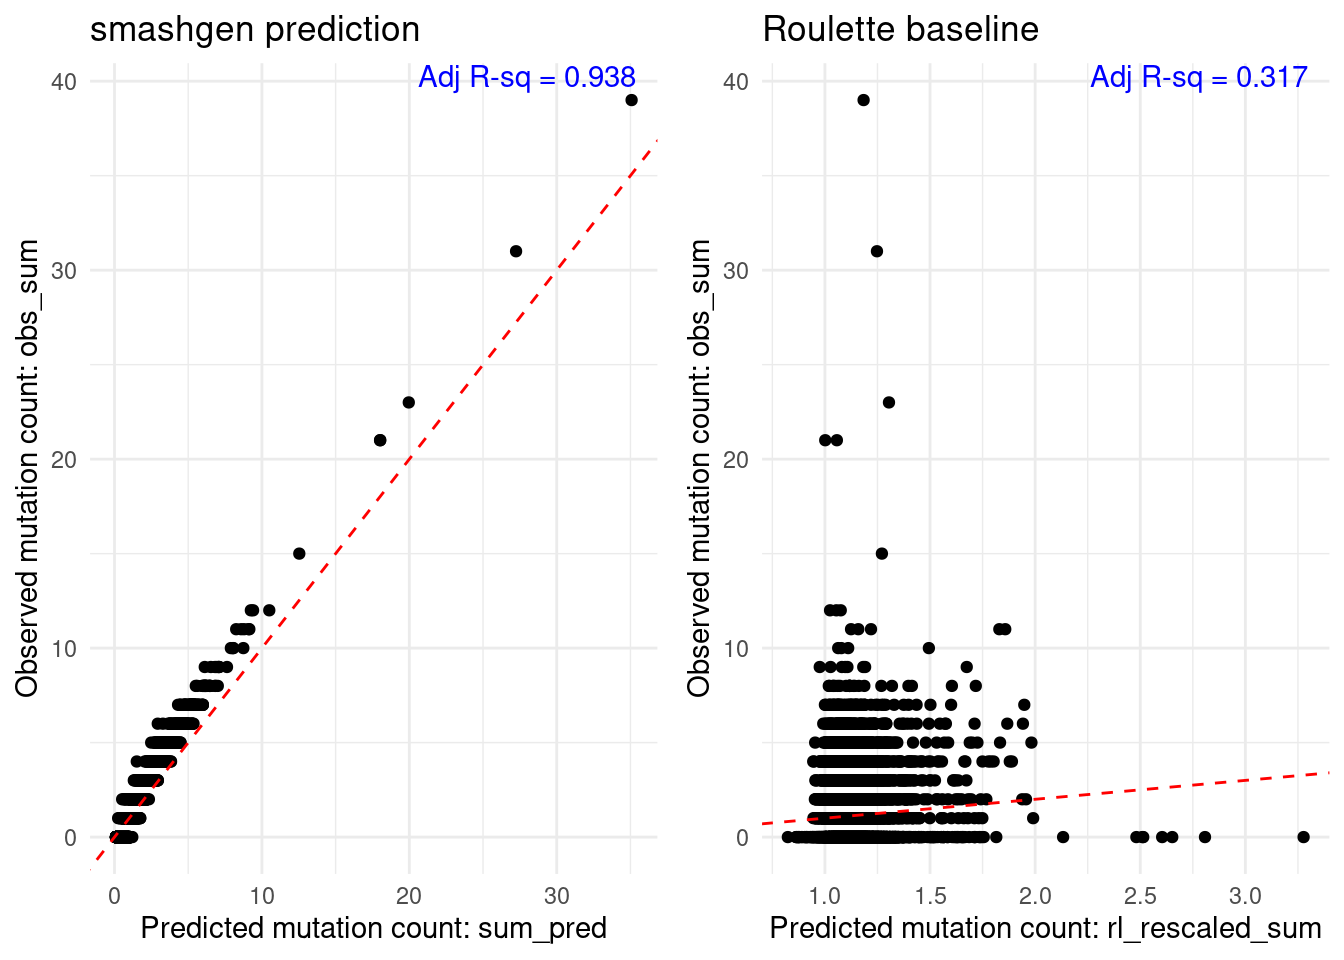 smashgen prediction
Adj R-sq = 0.938
Observed mutation count: obs_sum
40
30
20
10
0
0
10
20
30
Predicted mutation count: sum_pred
Roulette baseline
Adj R-sq = 0.317
Observed mutation count: obs_sum
40
30
20
10
0
1.0
1.5
2.0
2.5
3.0
Predicted mutation count: rl_rescaled_sum